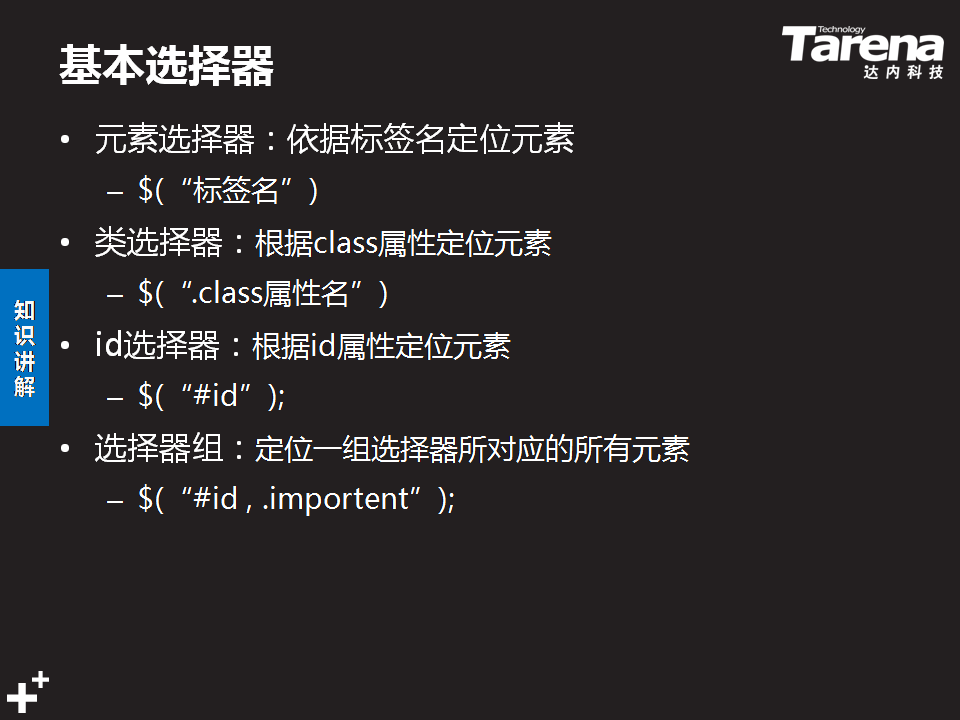 基本选择器
Technology
Tarena
达内科技
• 元素选择器：依据标签名定位元素
– $(“标签名”)
• 类选择器：根据class属性定位元素
– $(“.class属性名”)
• id选择器：根据id属性定位元素
– $(“#id”);
• 选择器组：定位一组选择器所对应的所有元素
– $(“#id , .importent”);
知识讲解